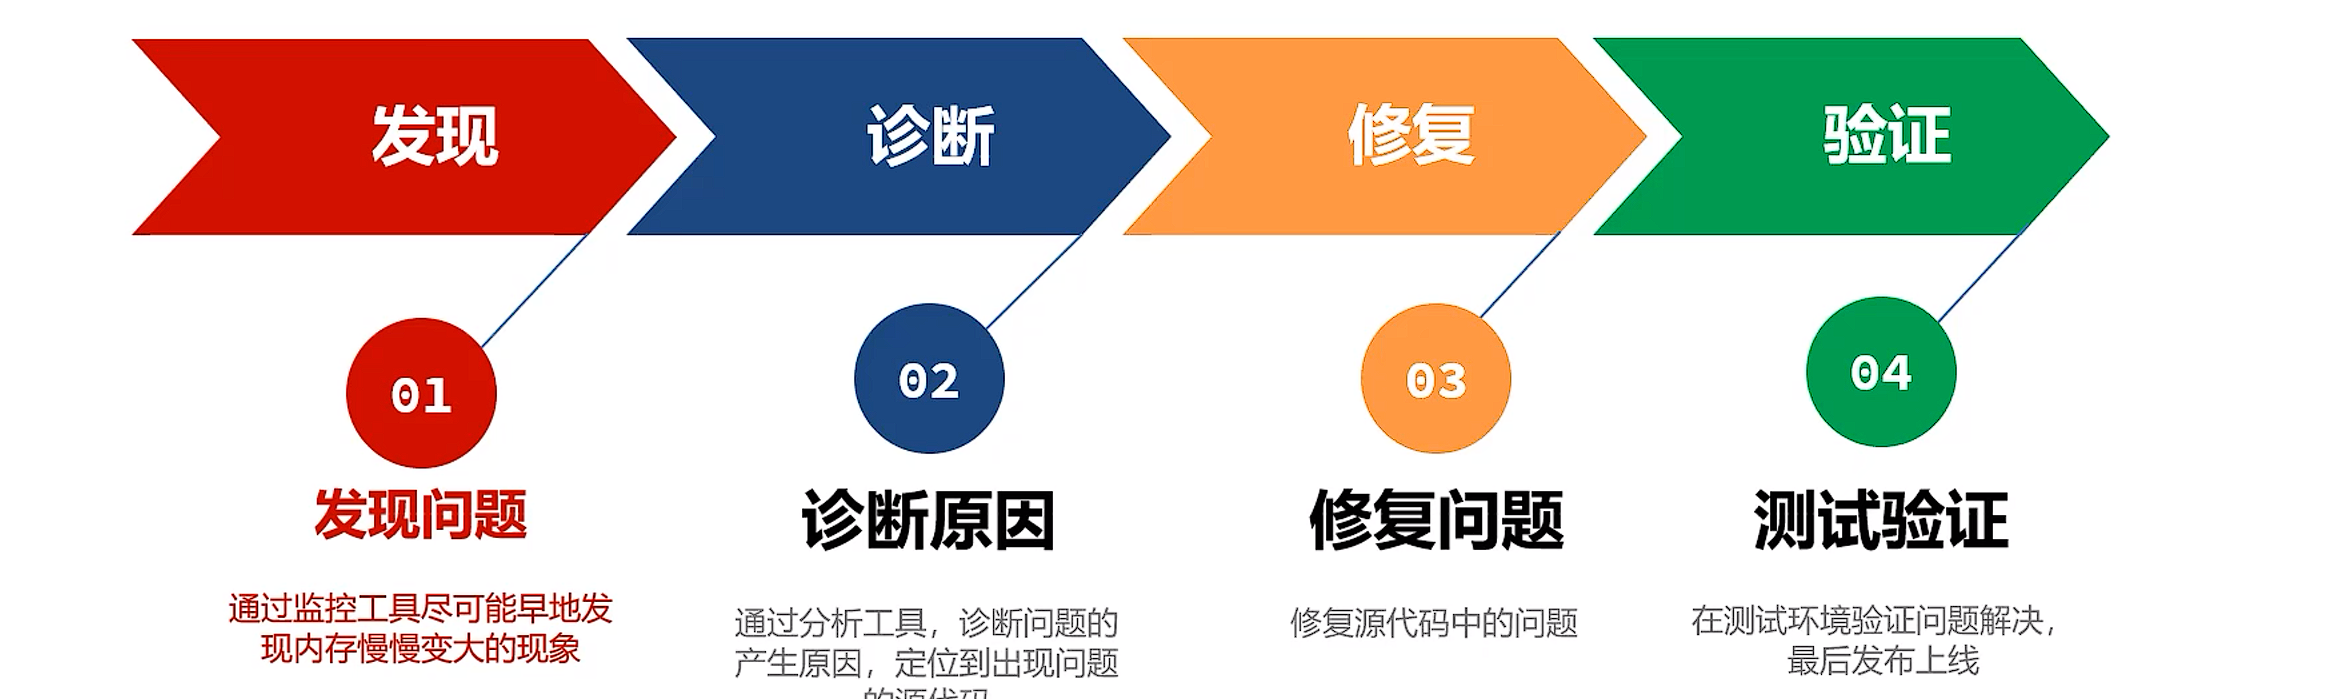 发现
诊断
修复
验证
01
02
03
04
发现问题
诊断原因
修复问题
测试验证
通过监控工具尽可能早地发
现内存慢慢变大的现象
通过分析工具，诊断问题的
产生原因，定位到出现问题
的源代码
修复源代码中的问题
在测试环境验证问题解决，
最后发布上线